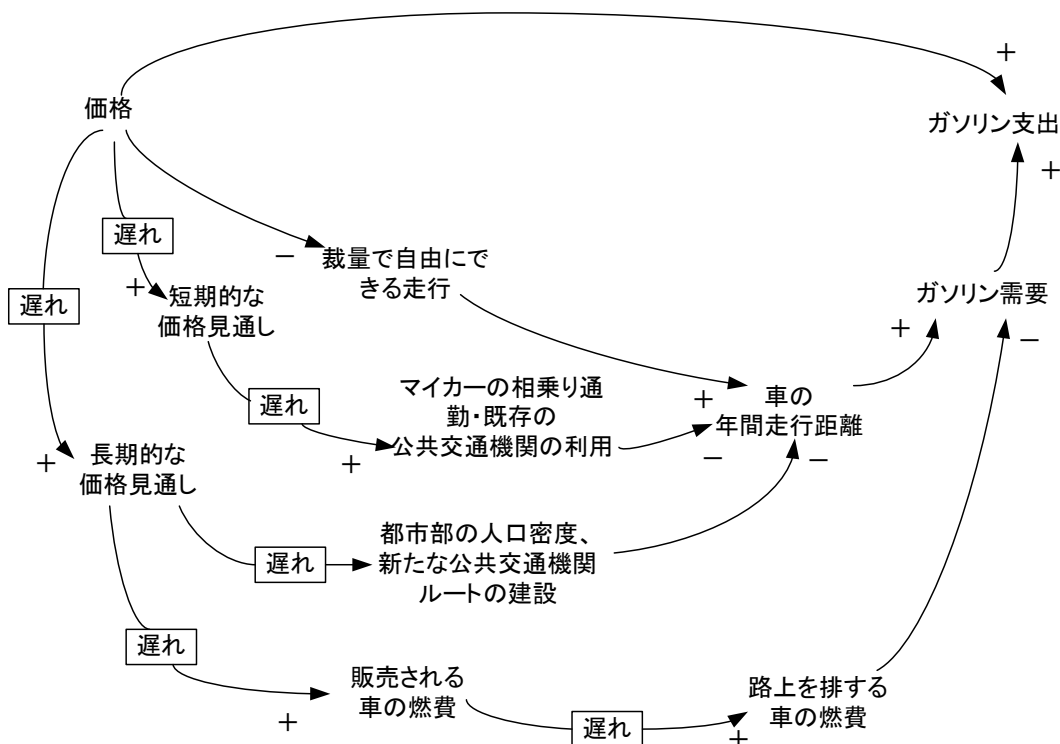 ＋
価格
ガソリン支出
＋
遅れ
－
裁量で自由にで
きる走行
遅れ
＋
短期的な
価格見通し
ガソリン需要
＋
－
遅れ
マイカーの相乗り通
勤・既存の
公共交通機関の利用
＋
＋
－
車の
年間走行距離
－
＋
長期的な
価格見通し
遅れ
都市部の人口密度、
新たな公共交通機関
ルートの建設
遅れ
＋
販売される
車の燃費
遅れ
＋
路上を排する
車の燃費